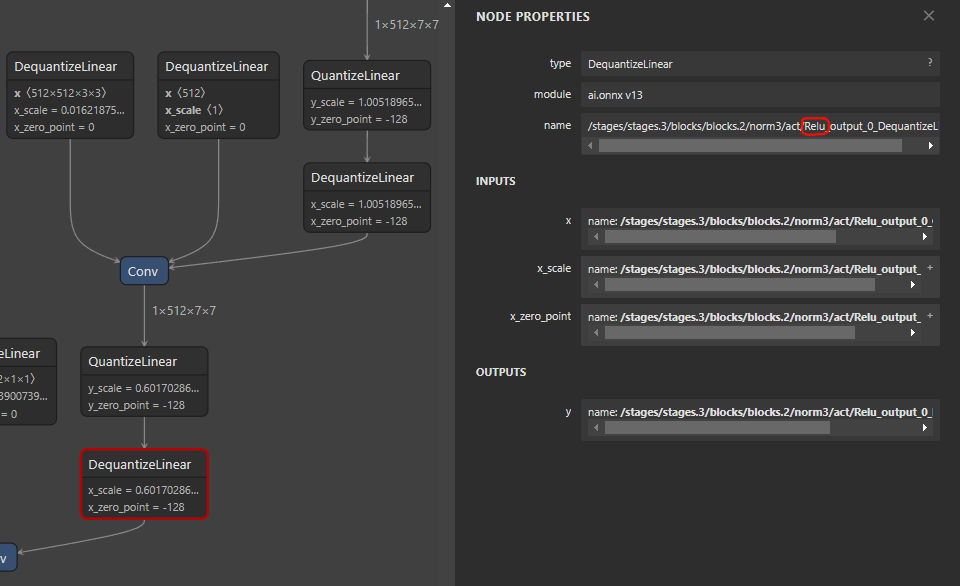 1×512×7×7
DequantizeLinear
x ⟨512×512×3×3⟩
x_scale = 0.01621875...
x_zero_point = 0
DequantizeLinear
x ⟨512⟩
x_scale ⟨1⟩
x_zero_point = 0
QuantizeLinear
y_scale = 1.00518965...
y_zero_point = -128
DequantizeLinear
x_scale = 1.00518965...
x_zero_point = -128
Conv
1×512×7×7
eLinear
2×1×1⟩
3900739...
= 0
QuantizeLinear
y_scale = 0.60170286...
y_zero_point = -128
DequantizeLinear
x_scale = 0.60170286...
x_zero_point = -128
v
NODE PROPERTIES
type
DequantizeLinear
?
module
ai.onnx v13
name
/stages/stages.3/blocks/blocks.2/norm3/act/Relu_output_0_DequantizeL
INPUTS
x
name: /stages/stages.3/blocks/blocks.2/norm3/act/Relu_output_0_
x_scale
name: /stages/stages.3/blocks/blocks.2/norm3/act/Relu_output_
+
x_zero_point
name: /stages/stages.3/blocks/blocks.2/norm3/act/Relu_output_
+
OUTPUTS
y
name: /stages/stages.3/blocks/blocks.2/norm3/act/Relu_output_0_